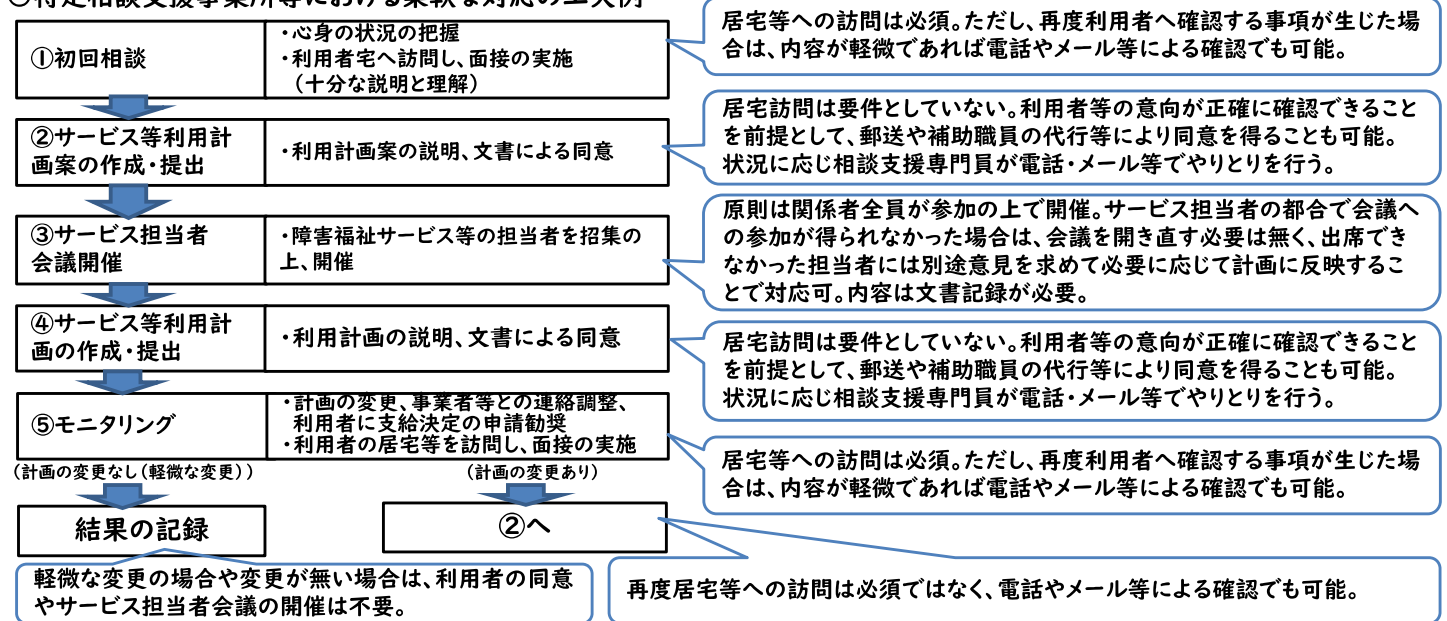 ①初回相談
・心身の状況の把握
・利用者宅へ訪問し、面接の実施
（十分な説明と理解）
居宅等への訪問は必須。ただし、再度利用者へ確認する事項が生じた場
合は、内容が軽微であれば電話やメール等による確認でも可能。
②サービス等利用計
画案の作成・提出
・利用計画案の説明、文書による同意
居宅訪問は要件としていない。利用者等の意向が正確に確認できること
を前提として、郵送や補助職員の代行等により同意を得ることも可能。
状況に応じ相談支援専門員が電話・メール等でやりとりを行う。
③サービス担当者
会議開催
・障害福祉サービス等の担当者を招集の
上、開催
原則は関係者全員が参加の上で開催。サービス担当者の都合で会議へ
の参加が得られなかった場合は、会議を開き直す必要は無く、出席でき
なかった担当者には別途意見を求めて必要に応じて計画に反映するこ
とで対応可。内容は文書記録が必要。
④サービス等利用計
画の作成・提出
・利用計画の説明、文書による同意
居宅訪問は要件としていない。利用者等の意向が正確に確認できること
を前提として、郵送や補助職員の代行等により同意を得ることも可能。
状況に応じ相談支援専門員が電話・メール等でやりとりを行う。
⑤モニタリング
・計画の変更、事業者等との連絡調整、
利用者に支給決定の申請勧奨
・利用者の居宅等を訪問し、面接の実施
居宅等への訪問は必須。ただし、再度利用者へ確認する事項が生じた場
合は、内容が軽微であれば電話やメール等による確認でも可能。
（計画の変更なし（軽微な変更））
（計画の変更あり）
結果の記録
②へ
軽微な変更の場合や変更が無い場合は、利用者の同意
やサービス担当者会議の開催は不要。
再度居宅等への訪問は必須ではなく、電話やメール等による確認でも可能。